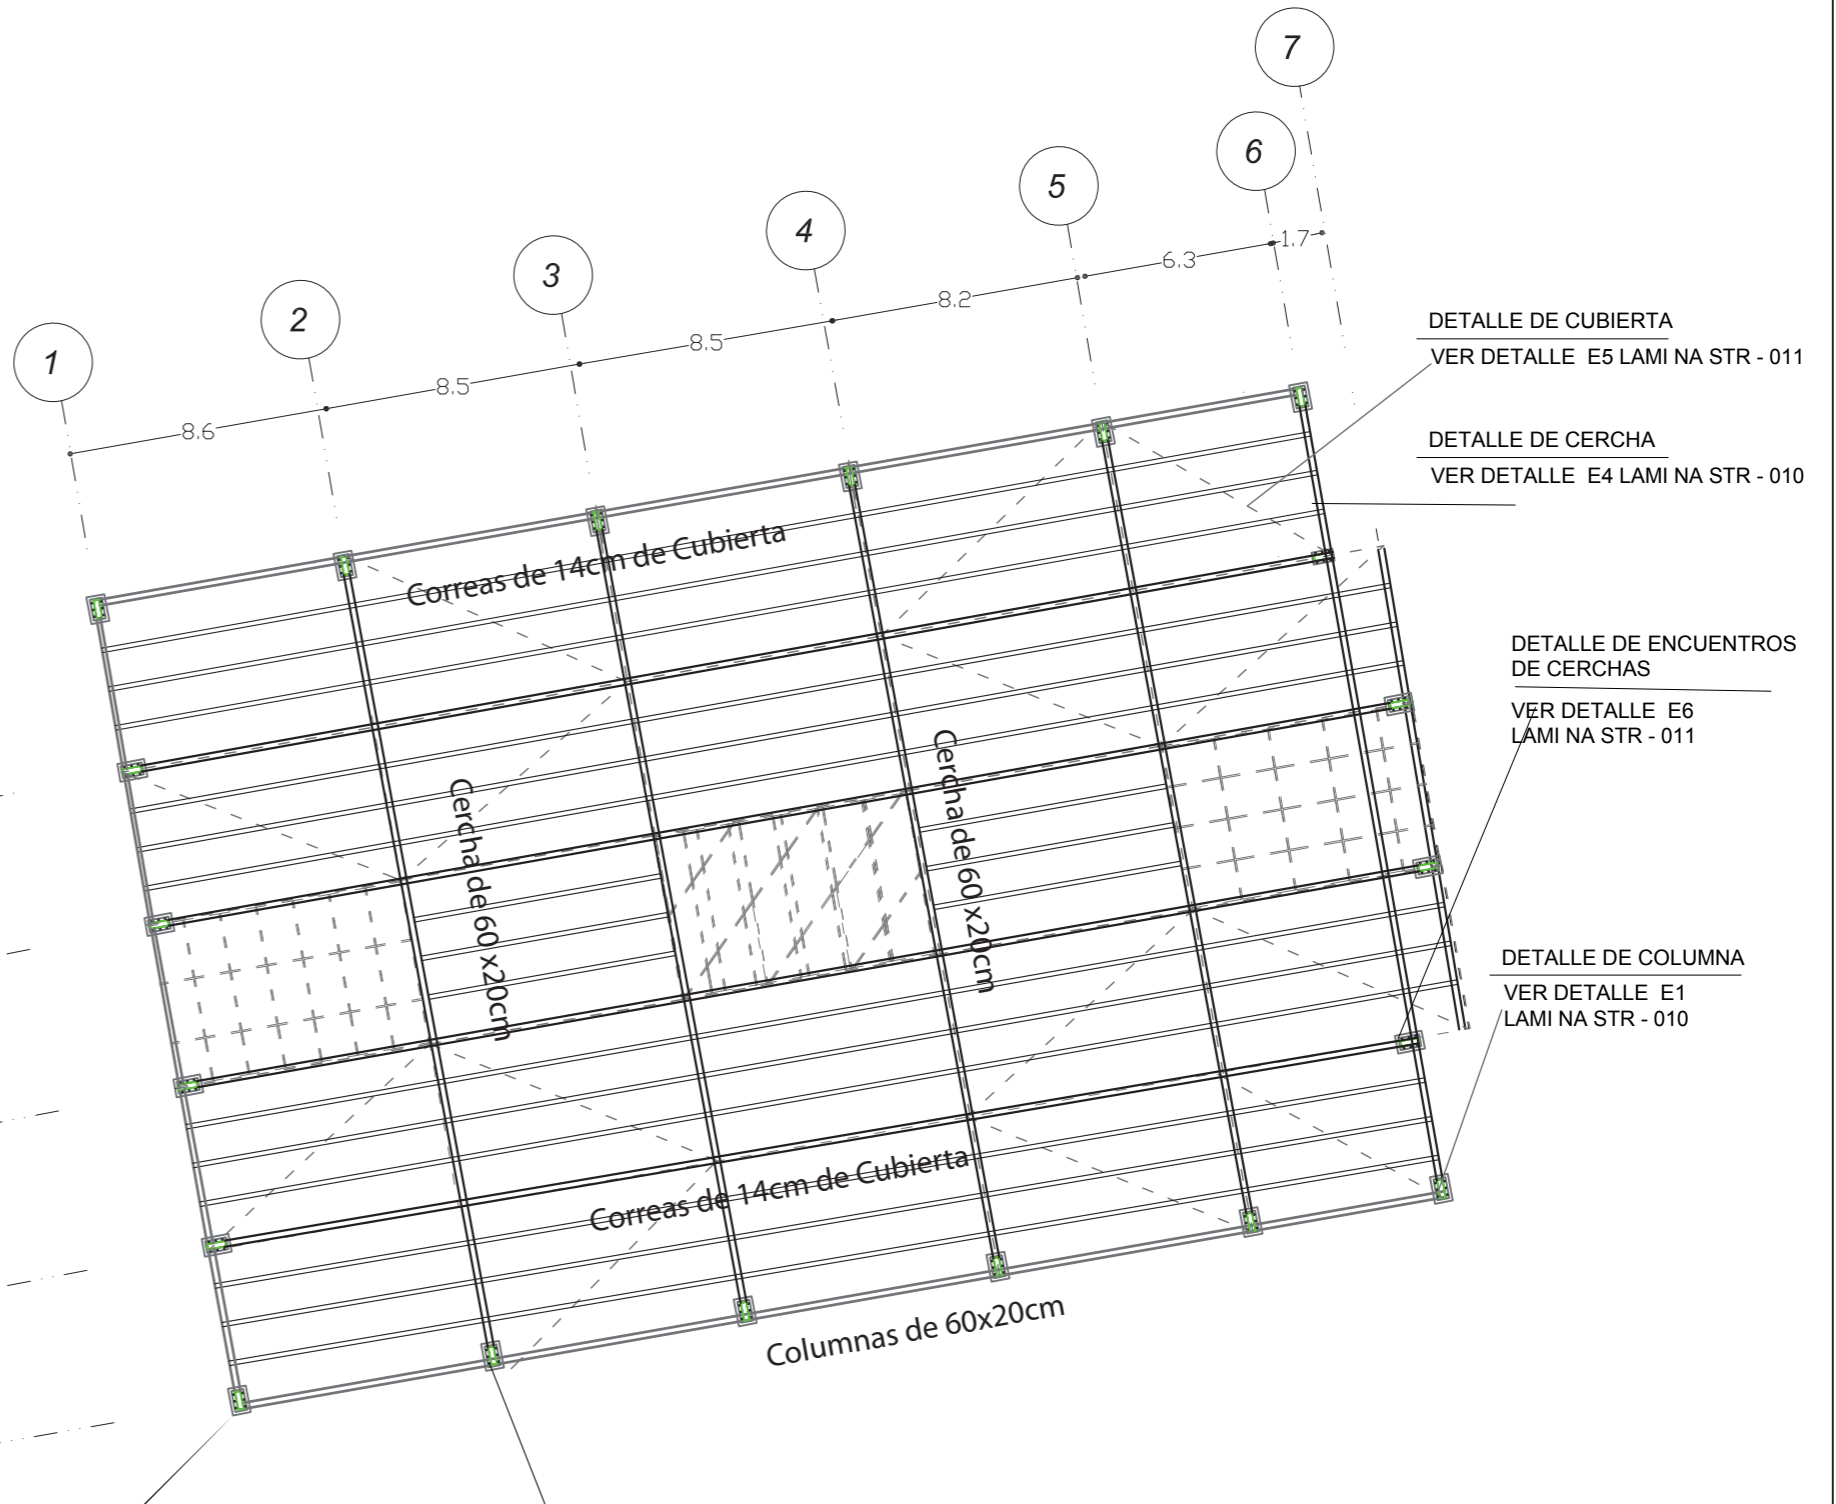 7
6
5
4
3
2
1
1.7
6.3
8.2
8.5
8.5
8.6
DETALLE DE CUBIERTA
VER DETALLE E5 LAMI NA STR - 011
DETALLE DE CERCHA
VER DETALLE E4 LAMI NA STR - 010
Correas de 14cm de Cubierta
DETALLE DE ENCUENTROS
DE CERCHAS
VER DETALLE E6
LAMI NA STR - 011
Cercha de 60 x20cm
Cercha de 60 x20cm
DETALLE DE COLUMNA
VER DETALLE E1
LAMI NA STR - 010
Correas de 14cm de Cubierta
Columnas de 60x20cm